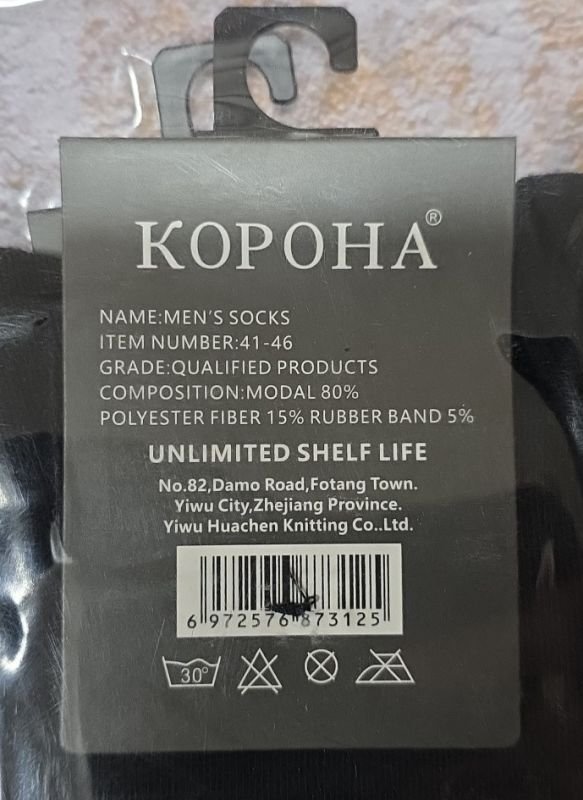 КОРОНА®
NAME:MEN'S SOCKS
ITEM NUMBER:41-46
GRADE:QUALIFIED PRODUCTS
COMPOSITION:MODAL 80%
POLYESTER FIBER 15% RUBBER BAND 5%
UNLIMITED SHELF LIFE
No.82,Damo Road,Fotang Town.
Yiwu City,Zhejiang Province.
Yiwu Huachen Knitting Co..Ltd.
6 972576 873125
30°